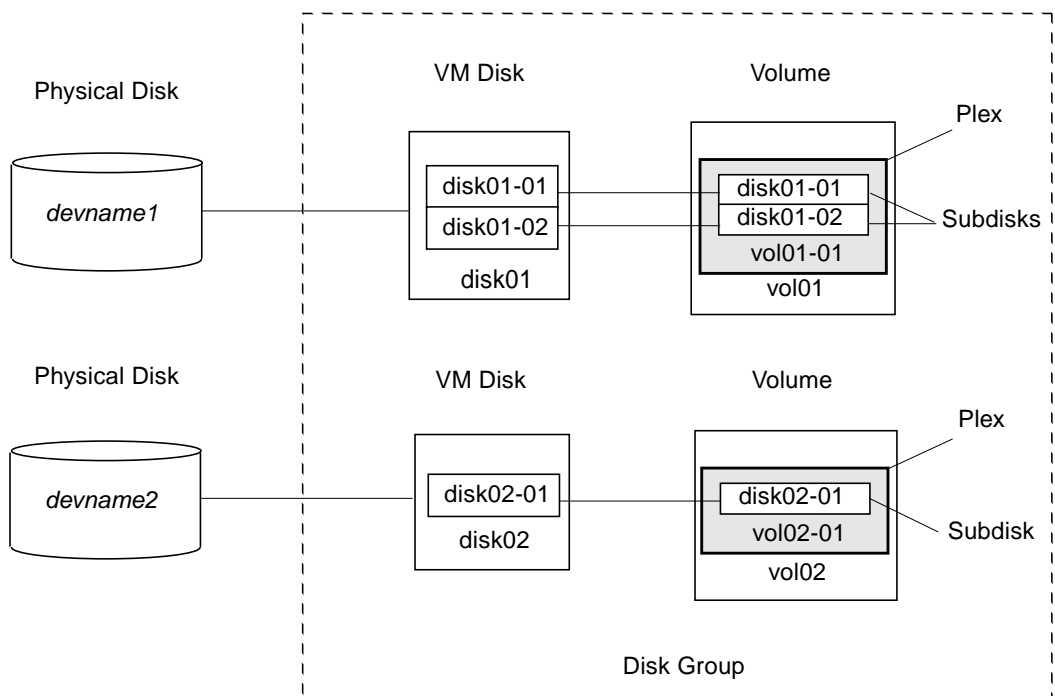 VM Disk
Volume
Physical Disk
Plex
devname1
disk01-01
disk01-02
disk01
disk01-01
disk01-02
vol01-01
vol01
Subdisks
Physical Disk
VM Disk
Volume
Plex
devname2
disk02-01
disk02
disk02-01
vol02-01
vol02
Subdisk
Disk Group